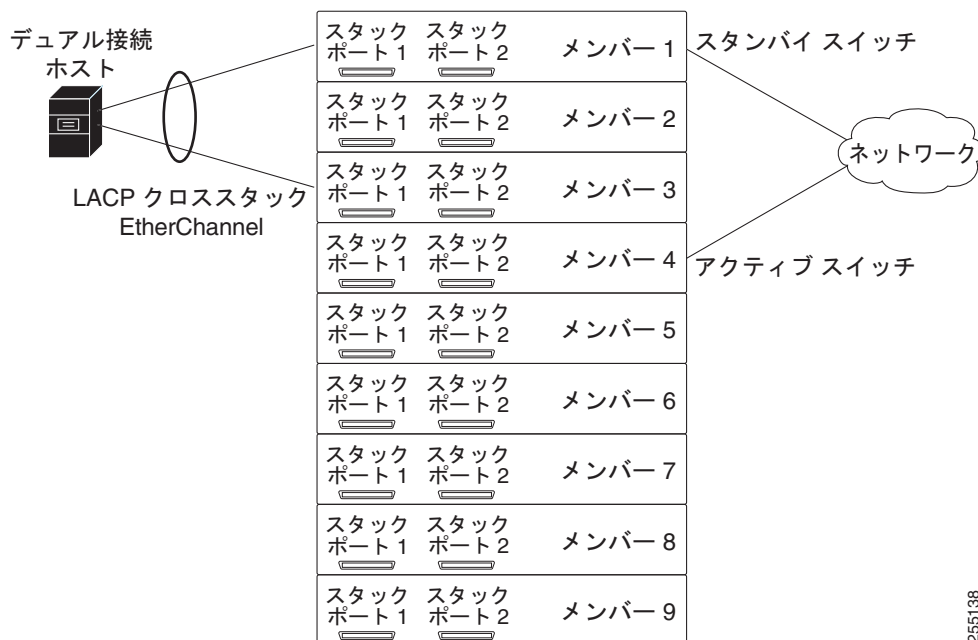 デュアル接続
ホスト
LACP クロススタック
EtherChannel
スタック スタック
ポート 1 ポート 2 メンバー 1
スタック スタック
ポート 1 ポート 2 メンバー 2
スタック スタック
ポート 1 ポート 2 メンバー 3
スタック スタック
ポート 1 ポート 2 メンバー 4
スタック スタック
ポート 1 ポート 2 メンバー 5
スタック スタック
ポート 1 ポート 2 メンバー 6
スタック スタック
ポート 1 ポート 2 メンバー 7
スタック スタック
ポート 1 ポート 2 メンバー 8
スタック スタック
ポート 1 ポート 2 メンバー 9
スタンバイ スイッチ
ネットワーク
アクティブ スイッチ
255138